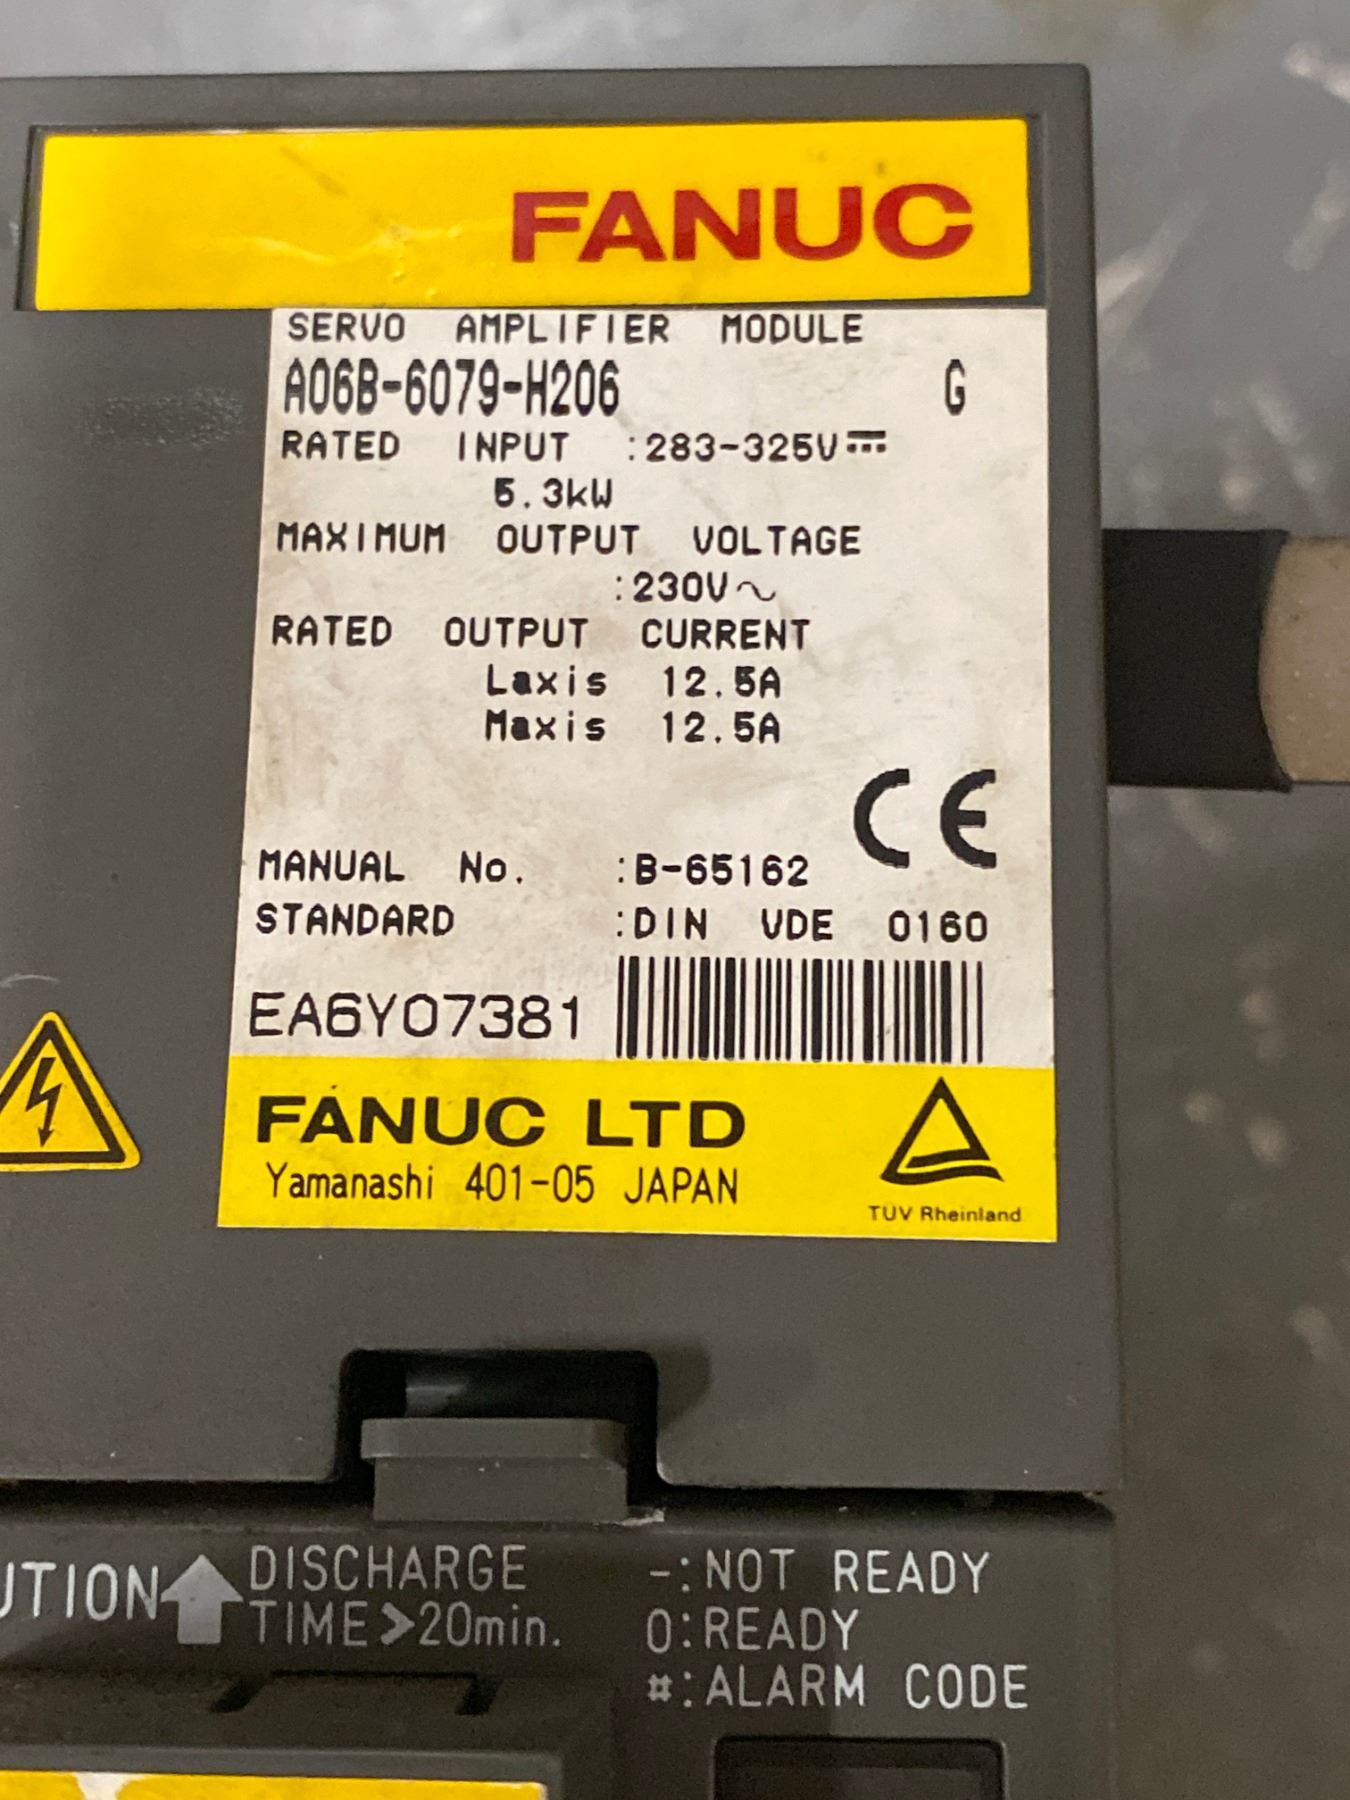 FANUC
SERVO AMPLIFIER MODULE
A06B-6079-H206 G
RATED INPUT :283-325V⎓
5.3kW
MAXIMUM OUTPUT VOLTAGE
:230V～
RATED OUTPUT CURRENT
Laxis 12.5A
Maxis 12.5A
CE
MANUAL No. :B-65162
STANDARD :DIN VDE 0160
EA6Y07381
FANUC LTD
Yamanashi 401-05 JAPAN
TÜV Rheinland
UTION DISCHARGE
TIME>20min.
-:NOT READY
0:READY
#:ALARM CODE